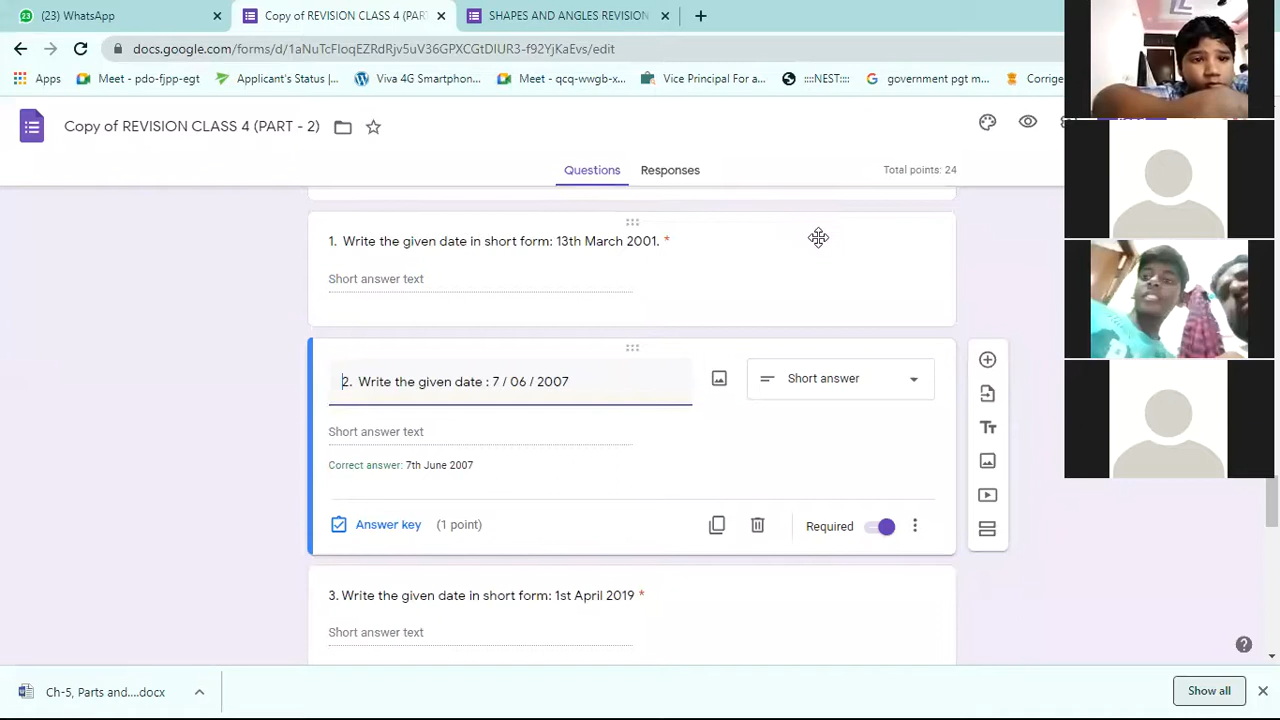 (23) WhatsApp
Copy of REVISION CLASS 4 (PAR
SHAPES AND ANGLES REVISION
docs.google.com/forms/d/
/edit
Apps
Meet - pdo-fjpp-egt
Applicants Status |...
Viva 4G Smartph
qcq-wwgb-x...
Vice Principal For a...
::::NEST::::
government pgt m...
Corrige
Copy of REVISION CLASS 4 (PART - 2)
Questions
Responses
Total points: 24
1. Write the given date in short form: 13th March 2001. *
Short answer text
2. Write the given date : 7 / 06 / 2007
Short answer
Short answer text
Correct answer: 7th June 2007
Answer key
(1 point)
Required
3. Write the given date in short form: 1st April 2019 *
Short answer text
Ch-5, Parts and....docx
Show all